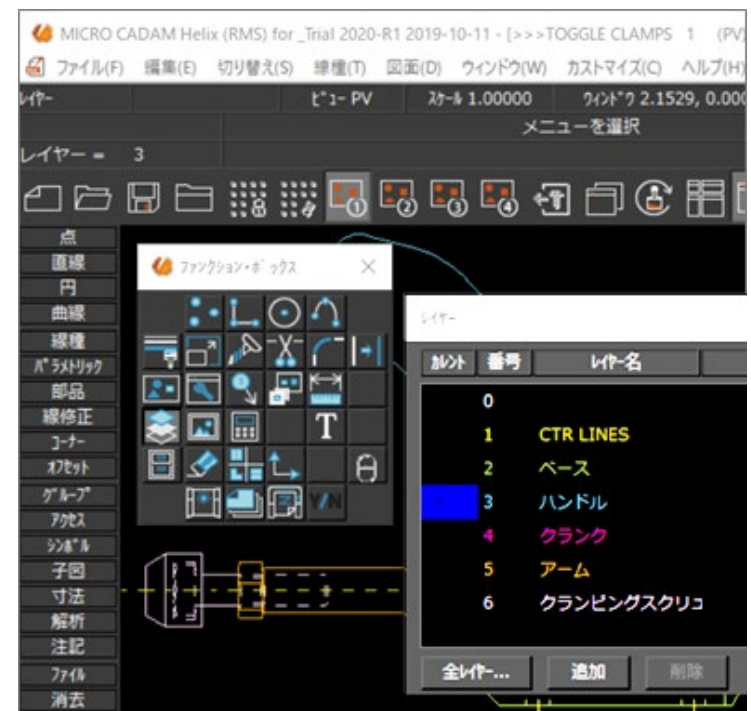 MICRO CADAM Helix (RMS) for _Trial 2020-R1 2019-10-11 - [>>>TOGGLE CLAMPS 1 (PV)
ファイル(F) 編集(E) 切り替え(S) 線種(T) 図面(D) ウィンドウ(W) カスタマイズ(C) ヘルプ(H)
ﾚｲﾔｰ ﾋﾞｭｰ PV ｽｹｰﾙ 1.00000 ｳｨﾝﾄﾞｳ 2.1529, 0.000
メニューを選択
レイヤー = 3
点
直線
円
曲線
線種
ﾊﾟﾗﾒﾄﾘｯｸ
部品
線修正
ｺｰﾅｰ
ｵﾌｾｯﾄ
ｸﾞﾙｰﾌﾟ
ｱｸｾｽ
ｼﾝﾎﾞﾙ
子図
寸法
解析
注記
ﾌｧｲﾙ
消去
ﾌｧﾝｸｼｮﾝ･ﾎﾞｯｸｽ
T
Y/N
ﾚｲﾔｰ
ｶﾚﾝﾄ 番号 ﾚｲﾔｰ名
0
1 CTR LINES
2 ベース
3 ハンドル
4 クランク
5 アーム
6 クランピングスクリュ
全ﾚｲﾔｰ... 追加 削除